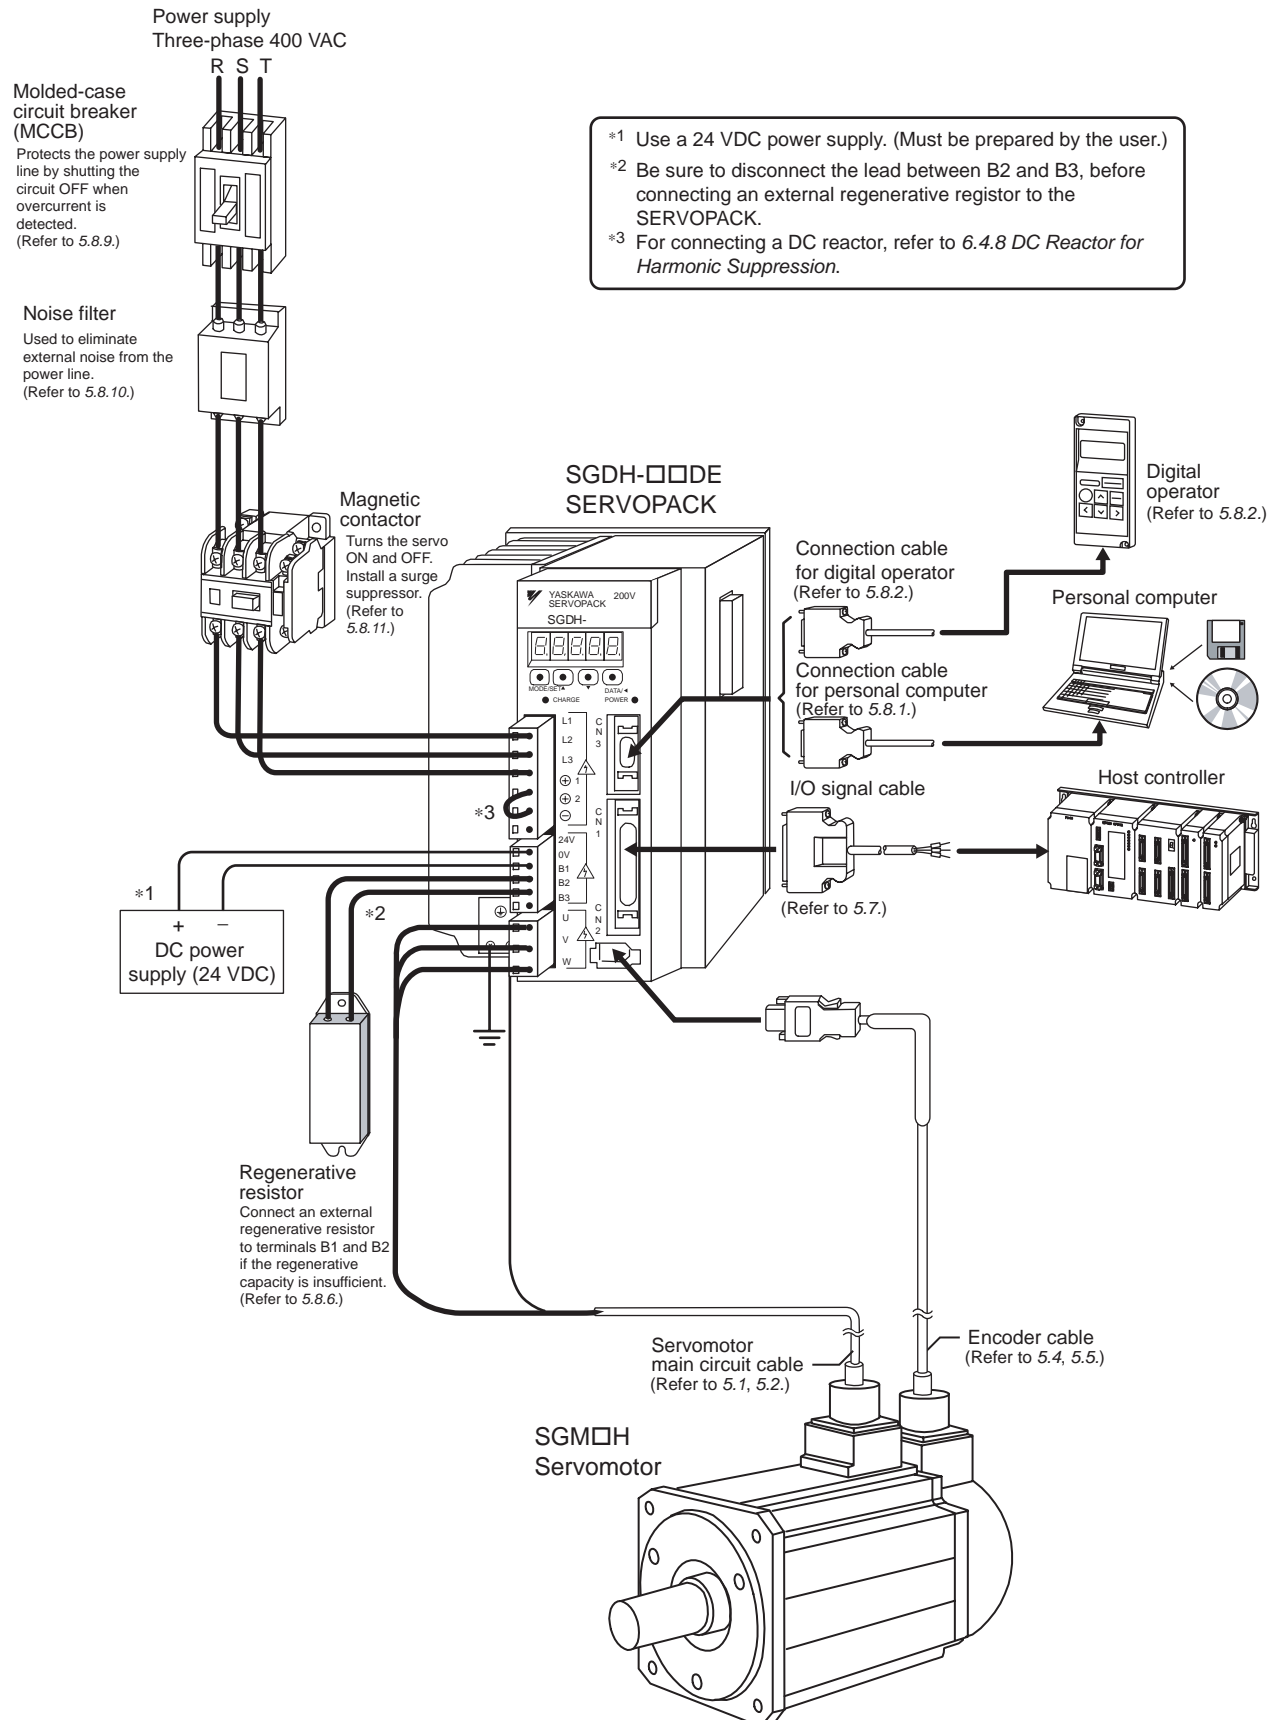 Power supply
Three-phase 400 VAC
R S T
Molded-case
circuit breaker
(MCCB)
Protects the power supply
line by shutting the
circuit OFF when
overcurrent is
detected.
(Refer to 5.8.9.)
*1 Use a 24 VDC power supply. (Must be prepared by the user.)
*2 Be sure to disconnect the lead between B2 and B3, before
connecting an external regenerative registor to the
SERVOPACK.
*3 For connecting a DC reactor, refer to 6.4.8 DC Reactor for
Harmonic Suppression.
Noise filter
Used to eliminate
external noise from the
power line.
(Refer to 5.8.10.)
Magnetic
contactor
Turns the servo
ON and OFF.
Install a surge
suppressor.
(Refer to
5.8.11.)
SGDH-□□DE
SERVOPACK
YASKAWA 200V
SERVOPACK
SGDH-
MODE/SET▲ ▼ DATA/◄
CHARGE POWER
L1
L2
L3
⊕ 1
⊕ 2
⊖
24V
0V
B1
B2
B3
U
V
W
CN3
CN1
CN2
*3
*1
*2
+ −
DC power
supply (24 VDC)
Connection cable
for digital operator
(Refer to 5.8.2.)
Digital
operator
(Refer to 5.8.2.)
Personal computer
Connection cable
for personal computer
(Refer to 5.8.1.)
I/O signal cable
(Refer to 5.7.)
Host controller
Regenerative
resistor
Connect an external
regenerative resistor
to terminals B1 and B2
if the regenerative
capacity is insufficient.
(Refer to 5.8.6.)
Servomotor
main circuit cable
(Refer to 5.1, 5.2.)
Encoder cable
(Refer to 5.4, 5.5.)
SGM□H
Servomotor